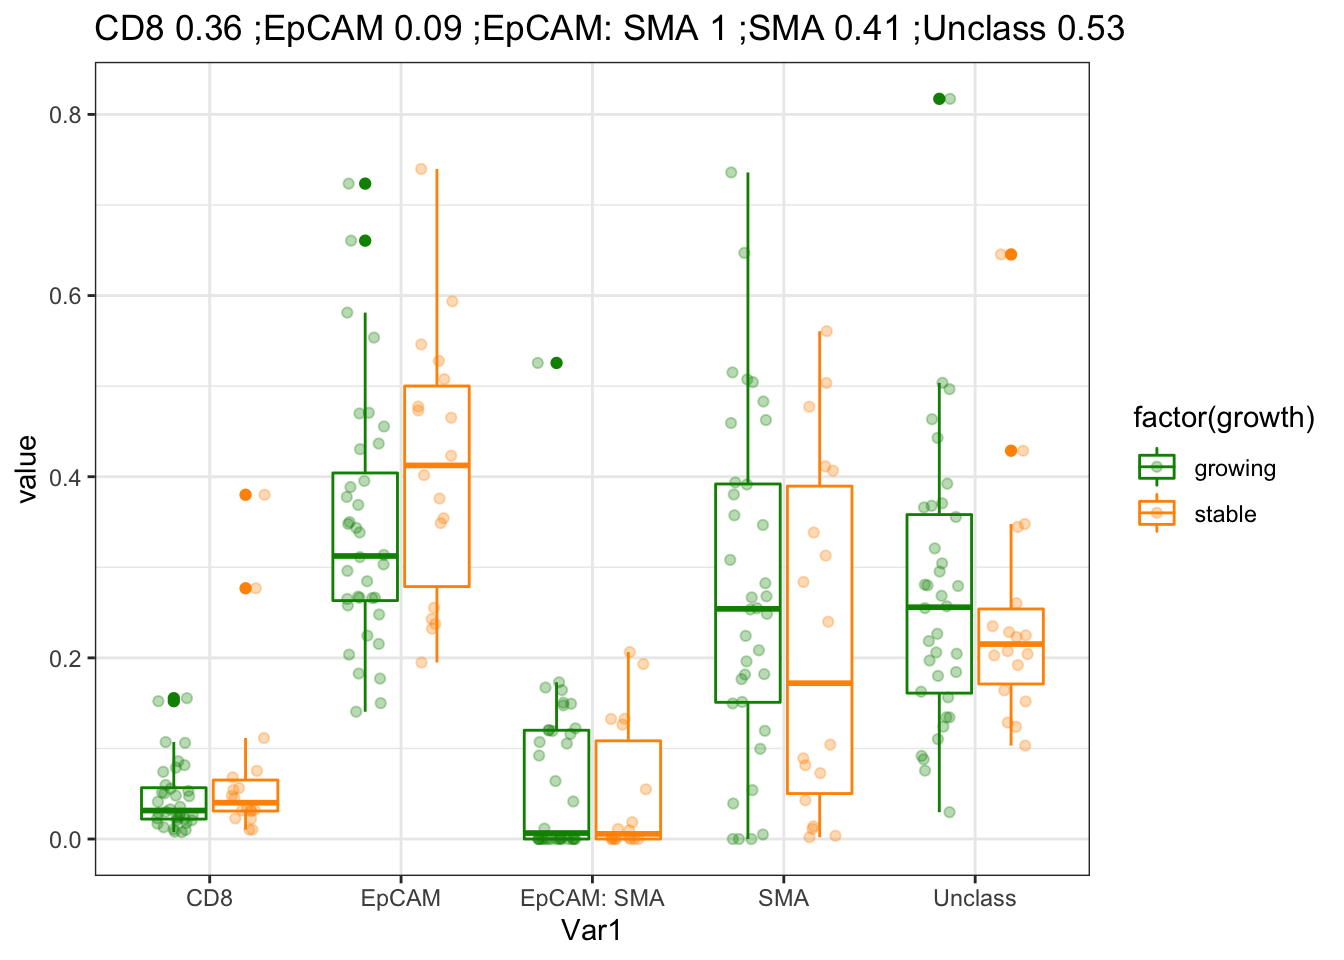 CD8 0.36 ;EpCAM 0.09 ;EpCAM: SMA 1 ;SMA 0.41 ;Unclass 0.53
0.8
0.6
0.4
0.2
0.0
value
CD8 EpCAM EpCAM: SMA SMA Unclass
Var1
factor(growth)
growing
stable